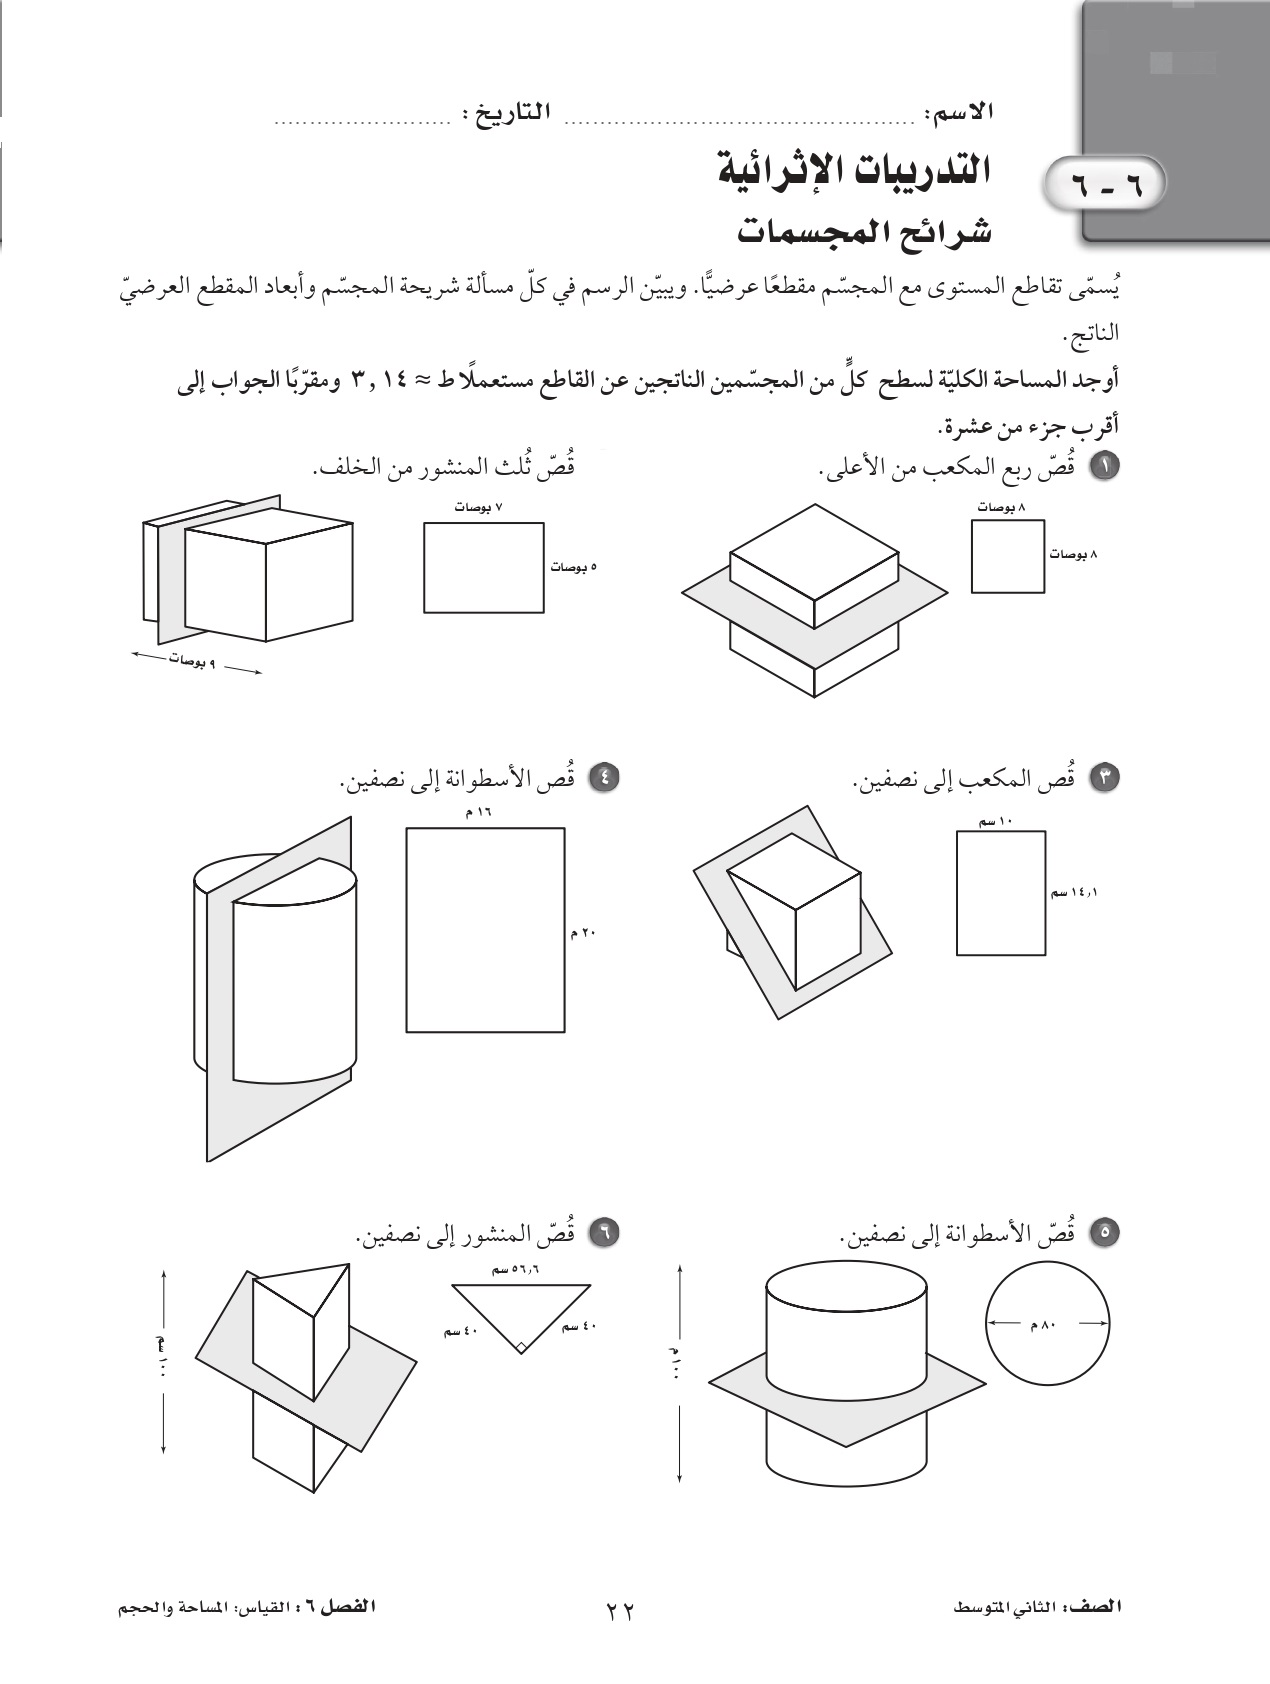 الاسم: ............................................ التاريخ : ......................
٦ - ٦
التدريبات الإثرائية
شرائح المجسمات
يُسمّى تقاطع المستوى مع المجسّم مقطعًا عرضيًّا. ويبيّن الرسم في كلّ مسألة شريحة المجسّم وأبعاد المقطع العرضيّ
الناتج.
أوجد المساحة الكليّة لسطح كلٍّ من المجسّمين الناتجين عن القاطع مستعملًا ط ≈ ٣,١٤ ومقرّبًا الجواب إلى
أقرب جزء من عشرة.
١ قُصّ ربع المكعب من الأعلى.
٨ بوصات
٨ بوصات
قُصّ ثُلث المنشور من الخلف.
٧ بوصات
٥ بوصات
٩ بوصات
٣ قُص المكعب إلى نصفين.
١٠ سم
١٤,١ سم
٤ قُص الأسطوانة إلى نصفين.
١٦ م
٢٠ م
٥ قُصّ الأسطوانة إلى نصفين.
٨٠ م
١٠٠ م
٦ قُصّ المنشور إلى نصفين.
٥٦,٦ سم
٤٠ سم
٤٠ سم
١٠٠ سم
الصف: الثاني المتوسط
٢٢
الفصل ٦ : القياس: المساحة والحجم